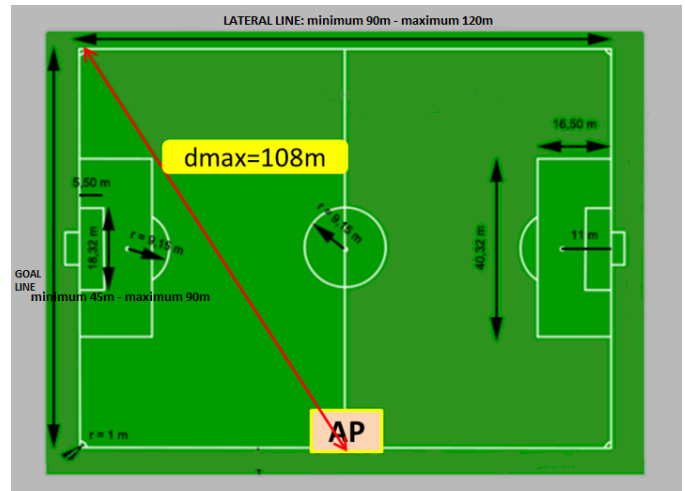 LATERAL LINE: minimum 90m - maximum 120m
16,50 m
dmax=108m
5,50 m
r = 9,15 m
r = 9,15 m
18,32 m
40,32 m
11 m
GOAL
LINE
minimum 45m - maximum 90m
AP
r = 1 m